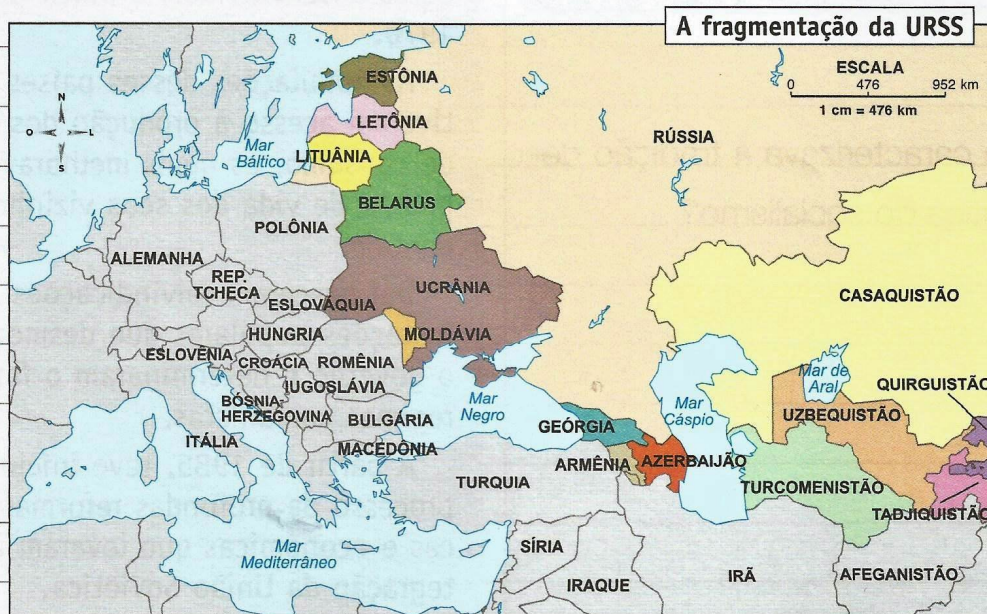 A fragmentação da URSS
ESCALA
0 476 952 km
1 cm = 476 km
N
O L
S
ESTÔNIA
LETÔNIA
LITUÂNIA
Mar
Báltico
RÚSSIA
BELARUS
POLÔNIA
ALEMANHA
REP.
TCHECA
UCRÂNIA
ESLOVÁQUIA
CASAQUISTÃO
MOLDÁVIA
HUNGRIA
ESLOVÊNIA
CROÁCIA
ROMÊNIA
IUGOSLÁVIA
BÓSNIA-
HERZEGOVINA
BULGÁRIA
ITÁLIA
MACEDÔNIA
Mar
Negro
Mar
Cáspio
Mar de
Aral
QUIRGUISTÃO
UZBEQUISTÃO
GEÓRGIA
ARMÊNIA
AZERBAIJÃO
TURCOMENISTÃO
TADJIQUISTÃO
TURQUIA
Mar
Mediterrâneo
SÍRIA
IRAQUE
IRÃ
AFEGANISTÃO